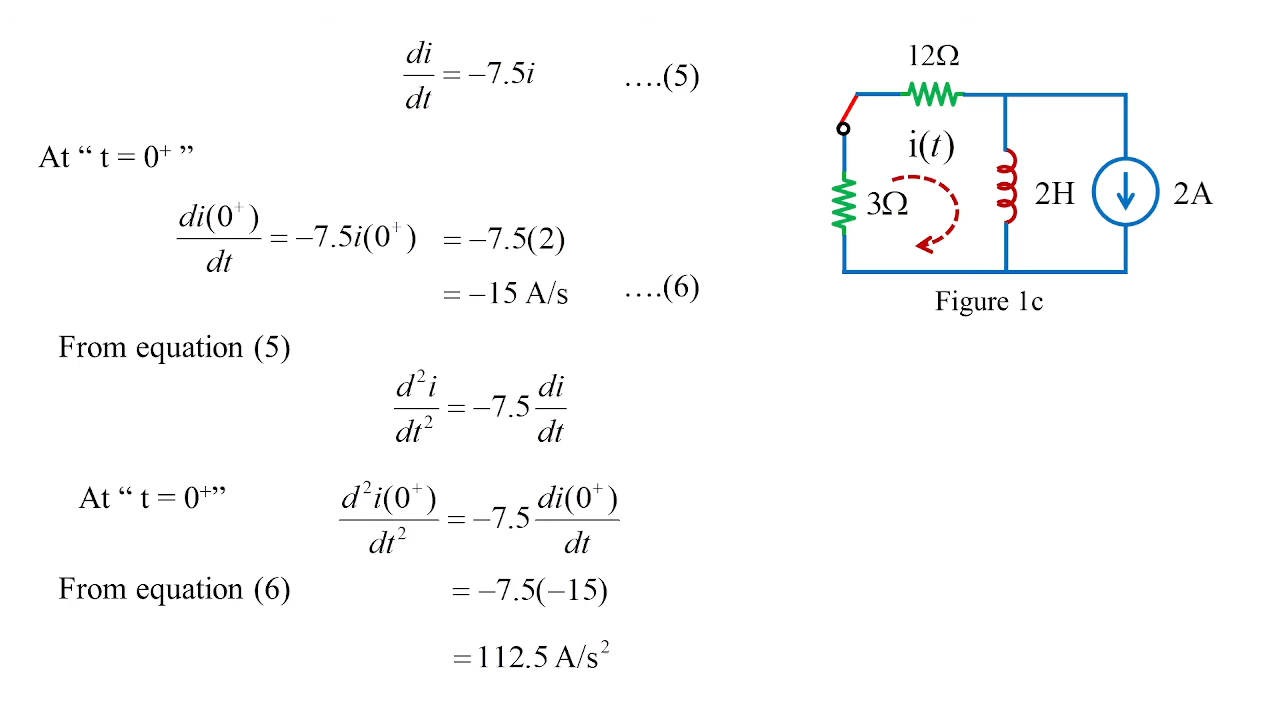 di/dt = –7.5i ….(5)
At “ t = 0⁺ ”
di(0⁺)/dt = –7.5i(0⁺) = –7.5(2)
= –15 A/s ….(6)
From equation (5)
d²i/dt² = –7.5 di/dt
At “ t = 0⁺”
d²i(0⁺)/dt² = –7.5 di(0⁺)/dt
From equation (6) = –7.5(–15)
= 112.5 A/s²
12Ω
i(t)
3Ω
2H
2A
Figure 1c